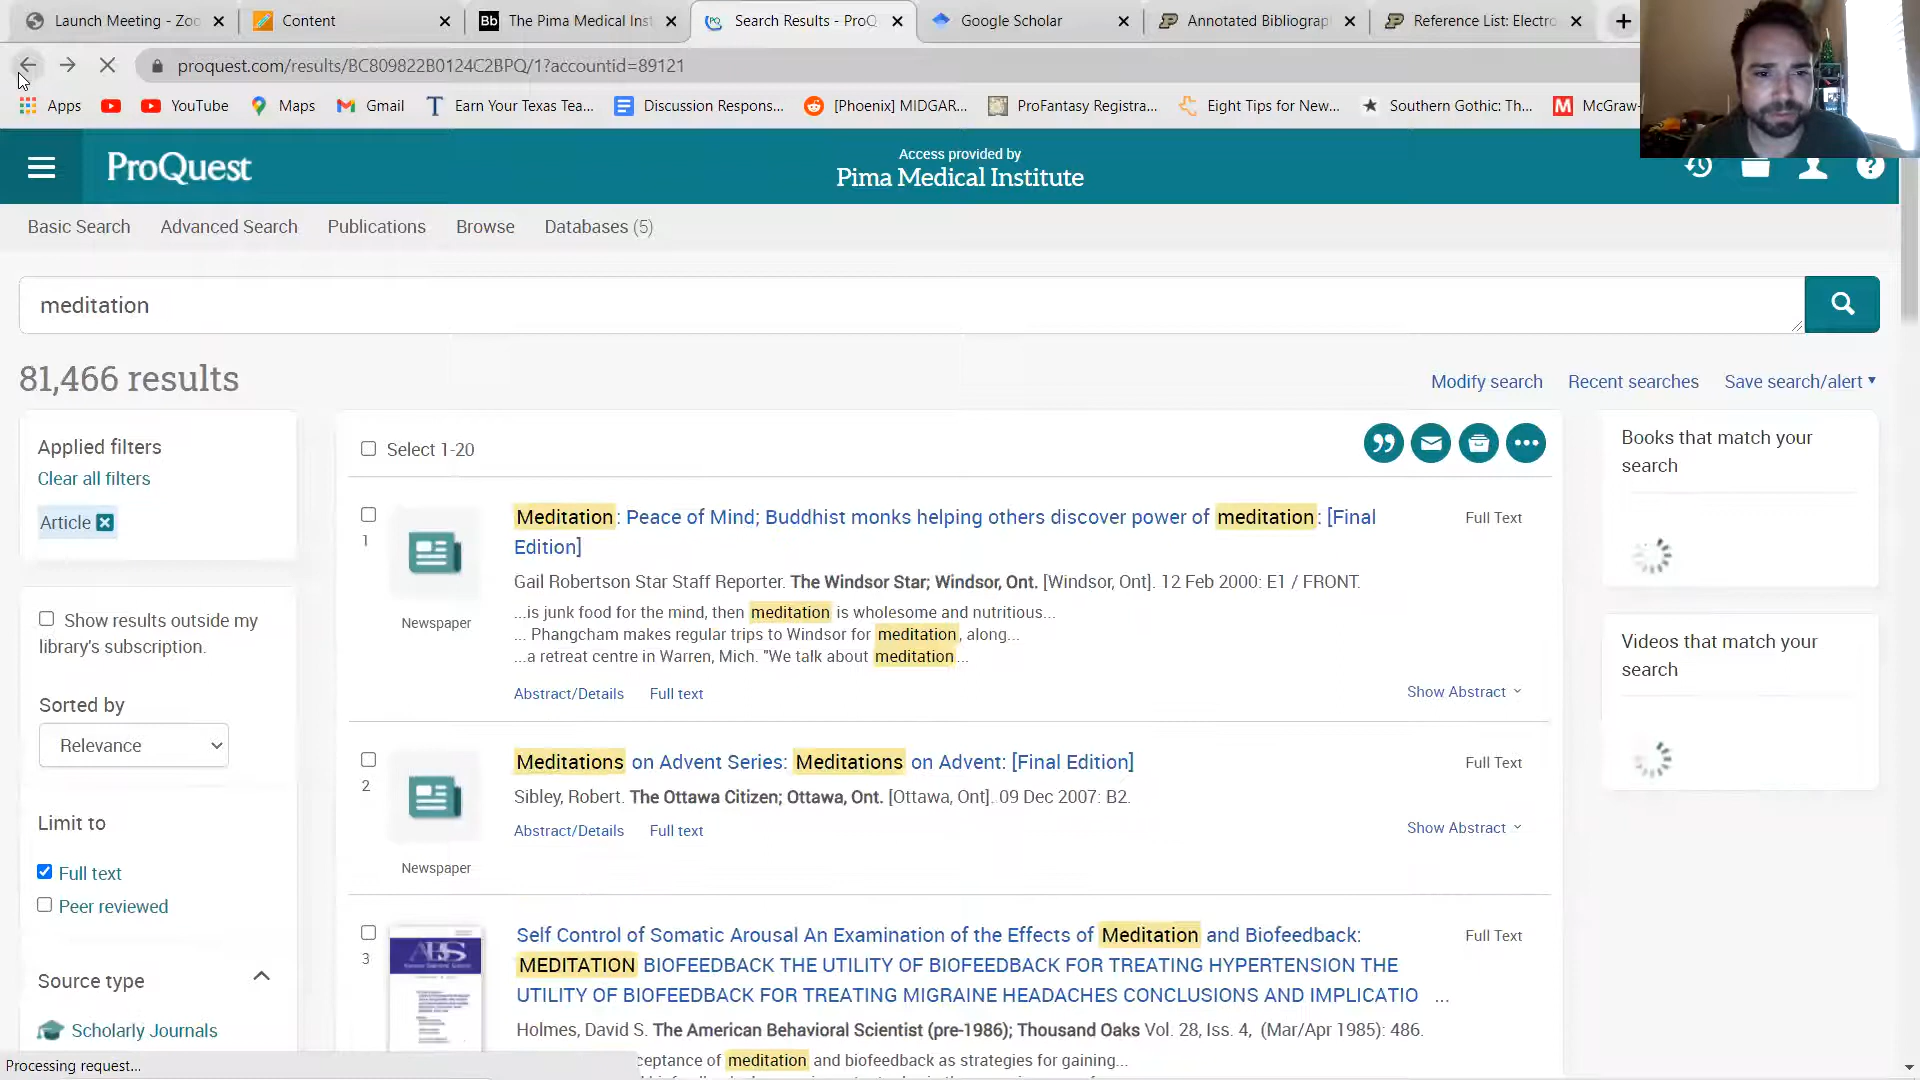 Launch Meeting - Zoo
Content
Bb The Pima Medical Inst
Search Results - ProQ
Google Scholar
Annotated Bibliograp
Reference List: Electro
proquest.com/results/BC809822B0124C2BPQ/1?accountid=89121
Apps
YouTube
Maps
Gmail
Earn Your Texas Tea...
Discussion Respons...
[Phoenix] MIDGAR...
ProFantasy Registra...
Eight Tips for New...
Southern Gothic: Th...
McGraw-
ProQuest
Access provided by
Pima Medical Institute
Basic Search
Advanced Search
Publications
Browse
Databases (5)
meditation
81,466 results
Modify search
Recent searches
Save search/alert
Applied filters
Clear all filters
Article
Show results outside my
library's subscription.
Sorted by
Relevance
Limit to
Full text
Peer reviewed
Source type
Scholarly Journals
Select 1-20
1
Newspaper
Meditation: Peace of Mind; Buddhist monks helping others discover power of meditation: [Final
Edition]
Full Text
Gail Robertson Star Staff Reporter. The Windsor Star; Windsor, Ont. [Windsor, Ont]. 12 Feb 2000: E1 / FRONT.
...is junk food for the mind, then meditation is wholesome and nutritious...
... Phangcham makes regular trips to Windsor for meditation, along...
...a retreat centre in Warren, Mich. "We talk about meditation...
Abstract/Details
Full text
Show Abstract
2
Newspaper
Meditations on Advent Series: Meditations on Advent: [Final Edition]
Full Text
Sibley, Robert. The Ottawa Citizen; Ottawa, Ont. [Ottawa, Ont]. 09 Dec 2007: B2.
Abstract/Details
Full text
Show Abstract
3
ABS
Self Control of Somatic Arousal An Examination of the Effects of Meditation and Biofeedback:
MEDITATION BIOFEEDBACK THE UTILITY OF BIOFEEDBACK FOR TREATING HYPERTENSION THE
UTILITY OF BIOFEEDBACK FOR TREATING MIGRAINE HEADACHES CONCLUSIONS AND IMPLICATIO ...
Full Text
Holmes, David S. The American Behavioral Scientist (pre-1986); Thousand Oaks Vol. 28, Iss. 4, (Mar/Apr 1985): 486.
ceptance of meditation and biofeedback as strategies for gaining...
Books that match your
search
Videos that match your
search
Processing request...